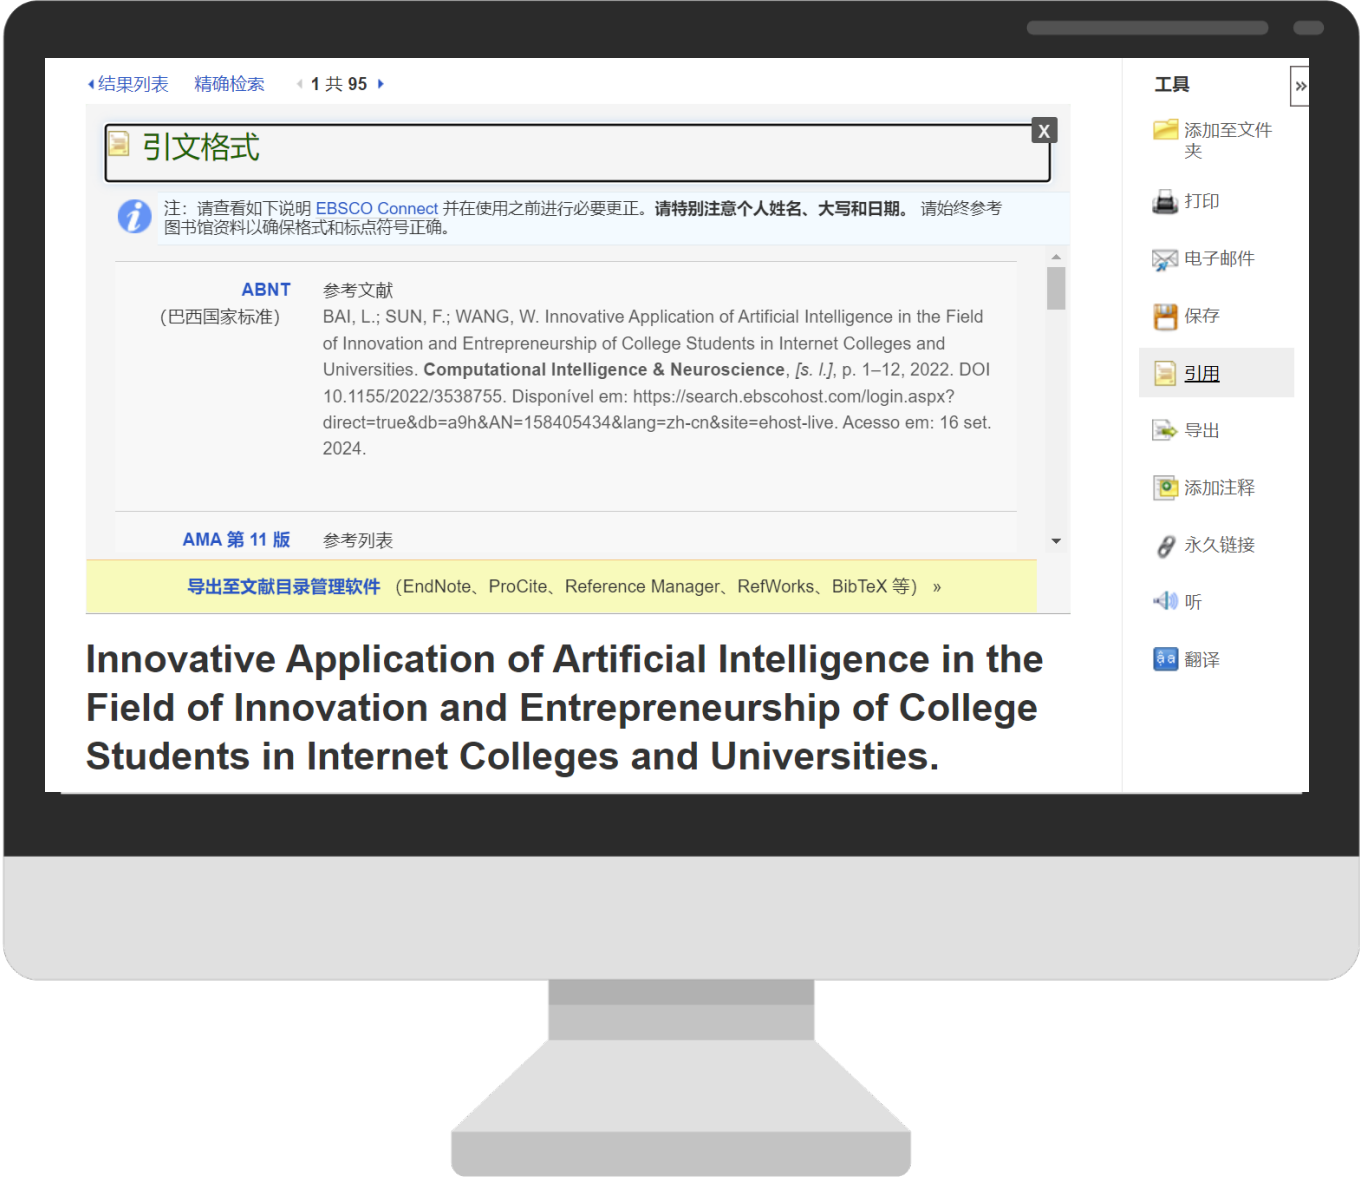 结果列表 精确检索 1 共 95
引文格式 X
注：请查看如下说明 EBSCO Connect 并在使用之前进行必要更正。请特别注意个人姓名、大写和日期。 请始终参考
图书馆资料以确保格式和标点符号正确。
ABNT
(巴西国家标准)
参考文献
BAI, L.; SUN, F.; WANG, W. Innovative Application of Artificial Intelligence in the Field
of Innovation and Entrepreneurship of College Students in Internet Colleges and
Universities. Computational Intelligence & Neuroscience, [s. l.], p. 1–12, 2022. DOI
10.1155/2022/3538755. Disponível em: https://search.ebscohost.com/login.aspx?
direct=true&db=a9h&AN=158405434&lang=zh-cn&site=ehost-live. Acesso em: 16 set.
2024.
AMA 第 11 版 参考列表
导出至文献目录管理软件 （EndNote、ProCite、Reference Manager、RefWorks、BibTeX 等） »
Innovative Application of Artificial Intelligence in the
Field of Innovation and Entrepreneurship of College
Students in Internet Colleges and Universities.
工具 »
添加至文件
夹
打印
电子邮件
保存
引用
导出
添加注释
永久链接
听
翻译